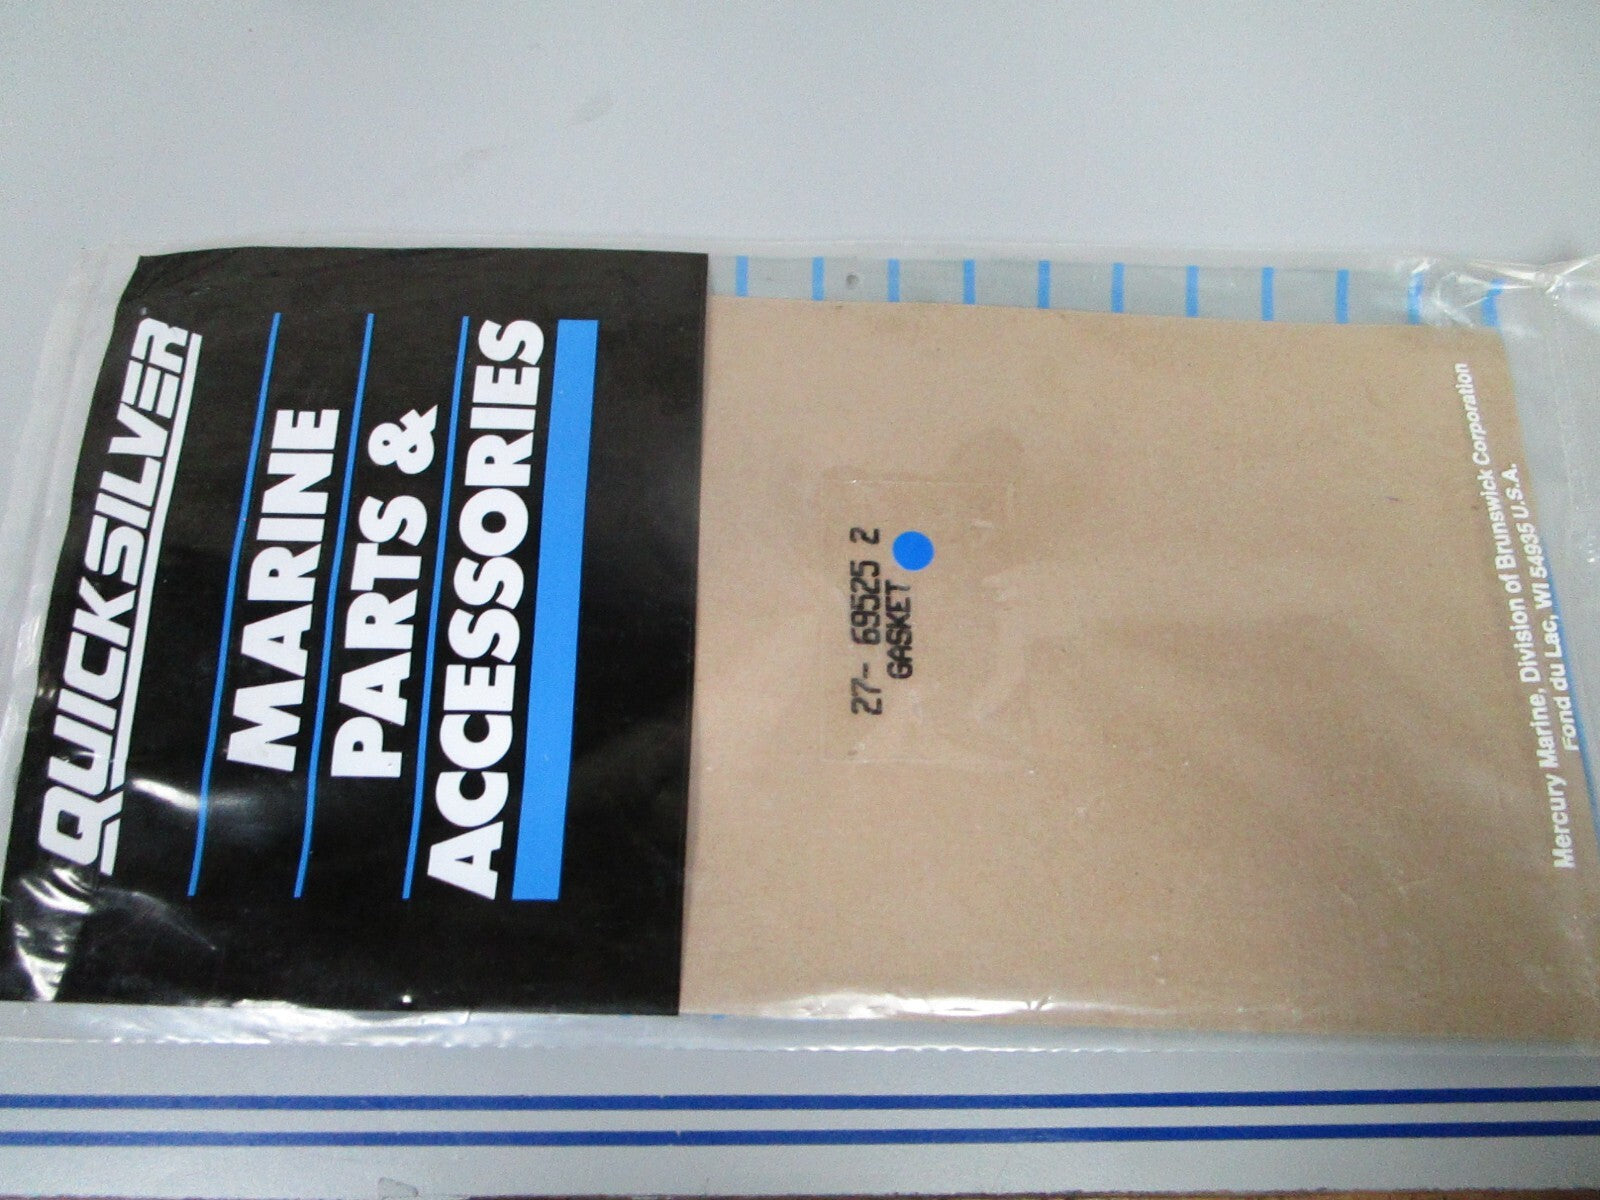 QUICKSILVER
MARINE
PARTS &
ACCESSORIES
27- 69525 2
GASKET
Mercury Marine, Division of Brunswick Corporation
Fond du Lac, WI 54935 U.S.A.